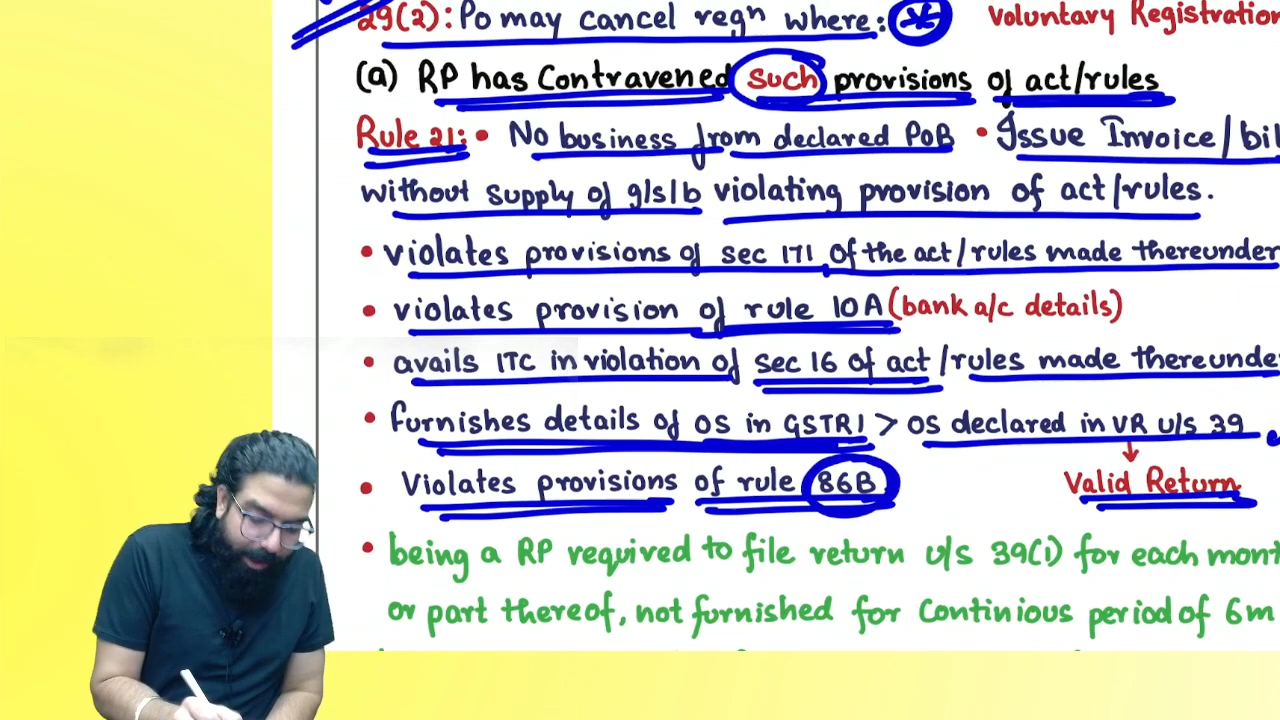 29(2): Po may cancel regn where: * Voluntary Registration
(a) RP has Contravened such provisions of act/rules
Rule 21: • No business from declared PoB • Issue Invoice/bil
without supply of g/s/b violating provision of act/rules.
• violates provisions of sec 171 of the act/rules made thereunder
• violates provision of rule 10A (bank a/c details)
• avails ITC in violation of sec 16 of act/rules made thereunde
• furnishes details of OS in GSTR1 > OS declared in VR u/s 39
• Violates provisions of rule 86B Valid Return
• being a RP required to file return u/s 39(1) for each mont
or part thereof, not furnished for Continious period of 6m